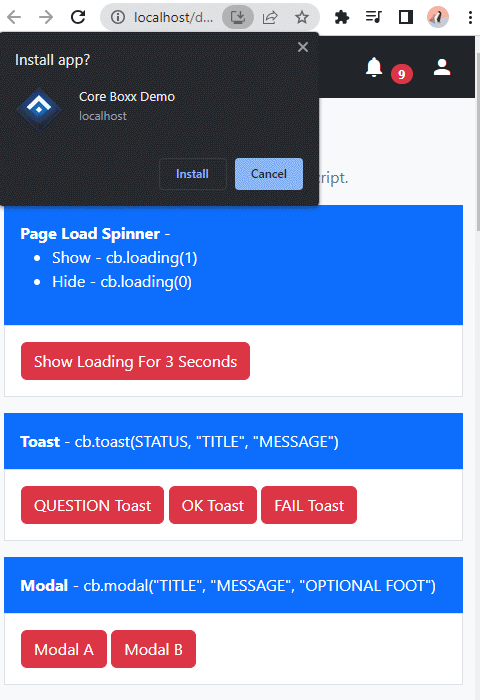 localhost/d...
Install app?
Core Boxx Demo
localhost
Install
Cancel
9
cript.
Page Load Spinner -
Show - cb.loading(1)
Hide - cb.loading(0)
Show Loading For 3 Seconds
Toast - cb.toast(STATUS, "TITLE", "MESSAGE")
QUESTION Toast
OK Toast
FAIL Toast
Modal - cb.modal("TITLE", "MESSAGE", "OPTIONAL FOOT")
Modal A
Modal B